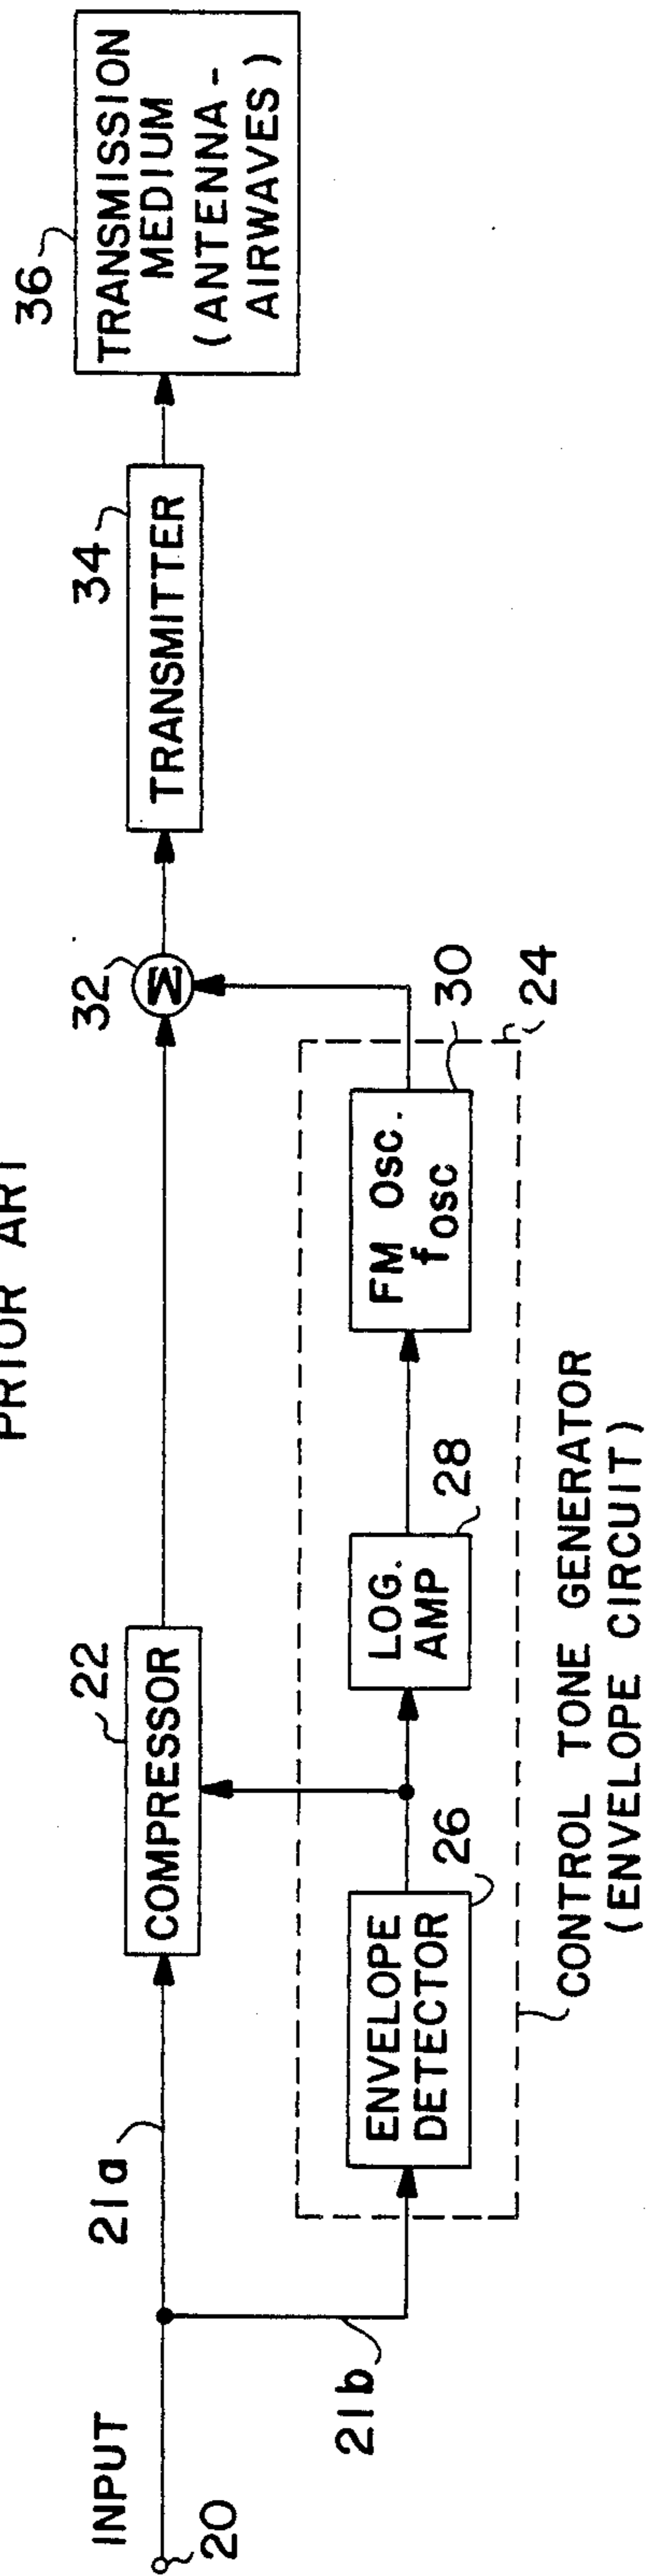 PRIOR ART
INPUT
20
21a
21b
22
COMPRESSOR
ENVELOPE
DETECTOR
26
LOG.
AMP
28
FM OSC.
fosc
30
24
CONTROL TONE GENERATOR
(ENVELOPE CIRCUIT)
32
Σ
34
TRANSMITTER
36
TRANSMISSION
MEDIUM
(ANTENNA-
AIRWAVES)